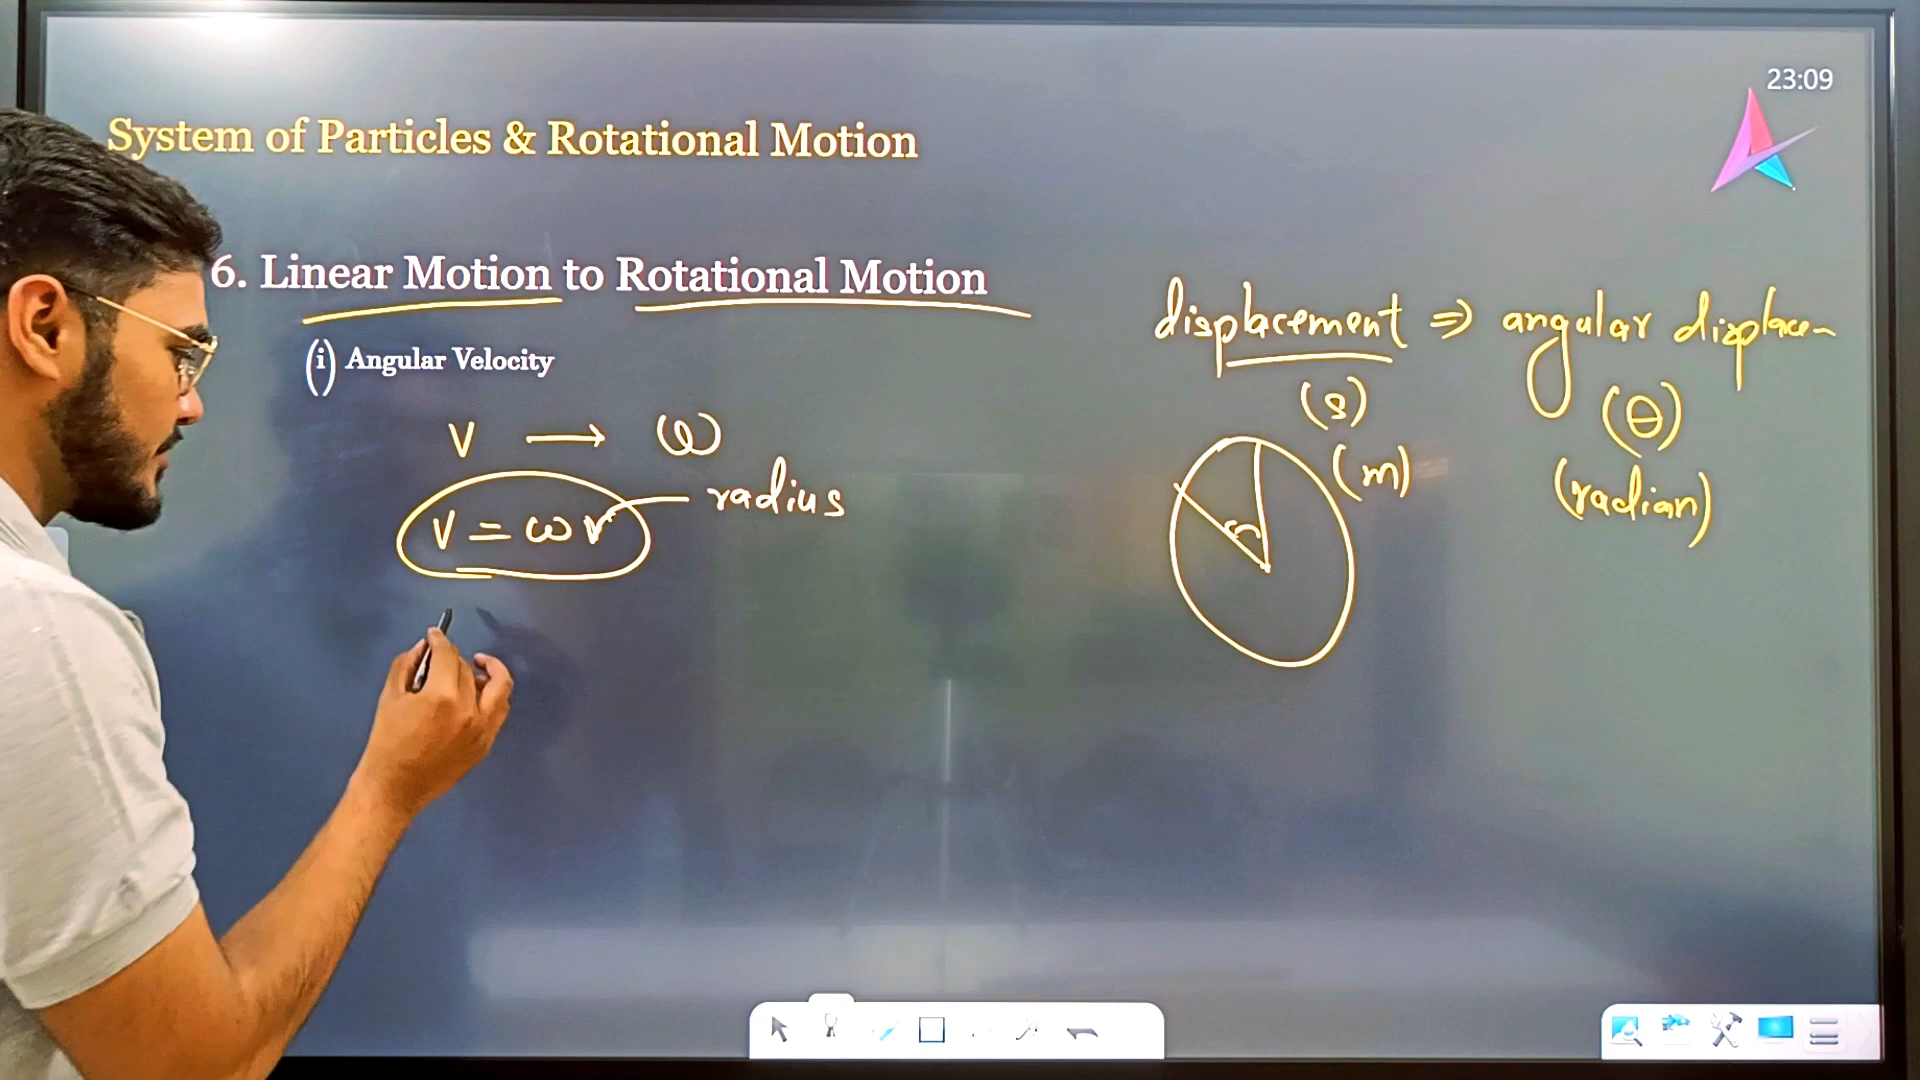 23:09
System of Particles & Rotational Motion
6. Linear Motion to Rotational Motion
(i) Angular Velocity
v → ω
v = ωr radius
displacement ⇒ angular displacem
(s) (θ)
(m) (radian)